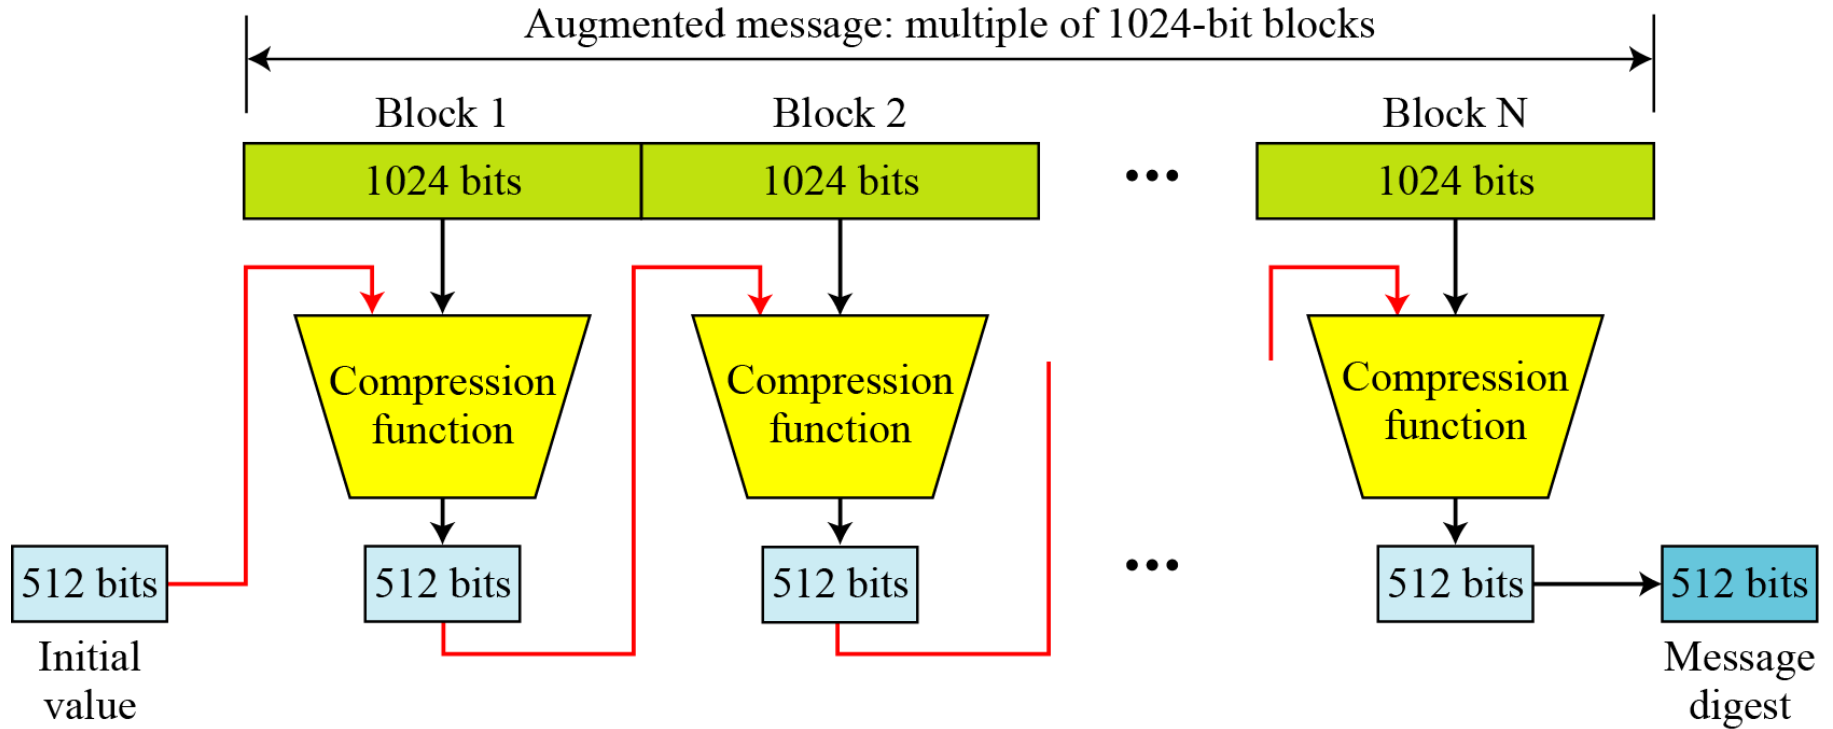 Augmented message: multiple of 1024-bit blocks
Block 1
Block 2
Block N
1024 bits
1024 bits
•••
1024 bits
Compression
function
Compression
function
Compression
function
512 bits
512 bits
512 bits
•••
512 bits
512 bits
Initial
value
Message
digest